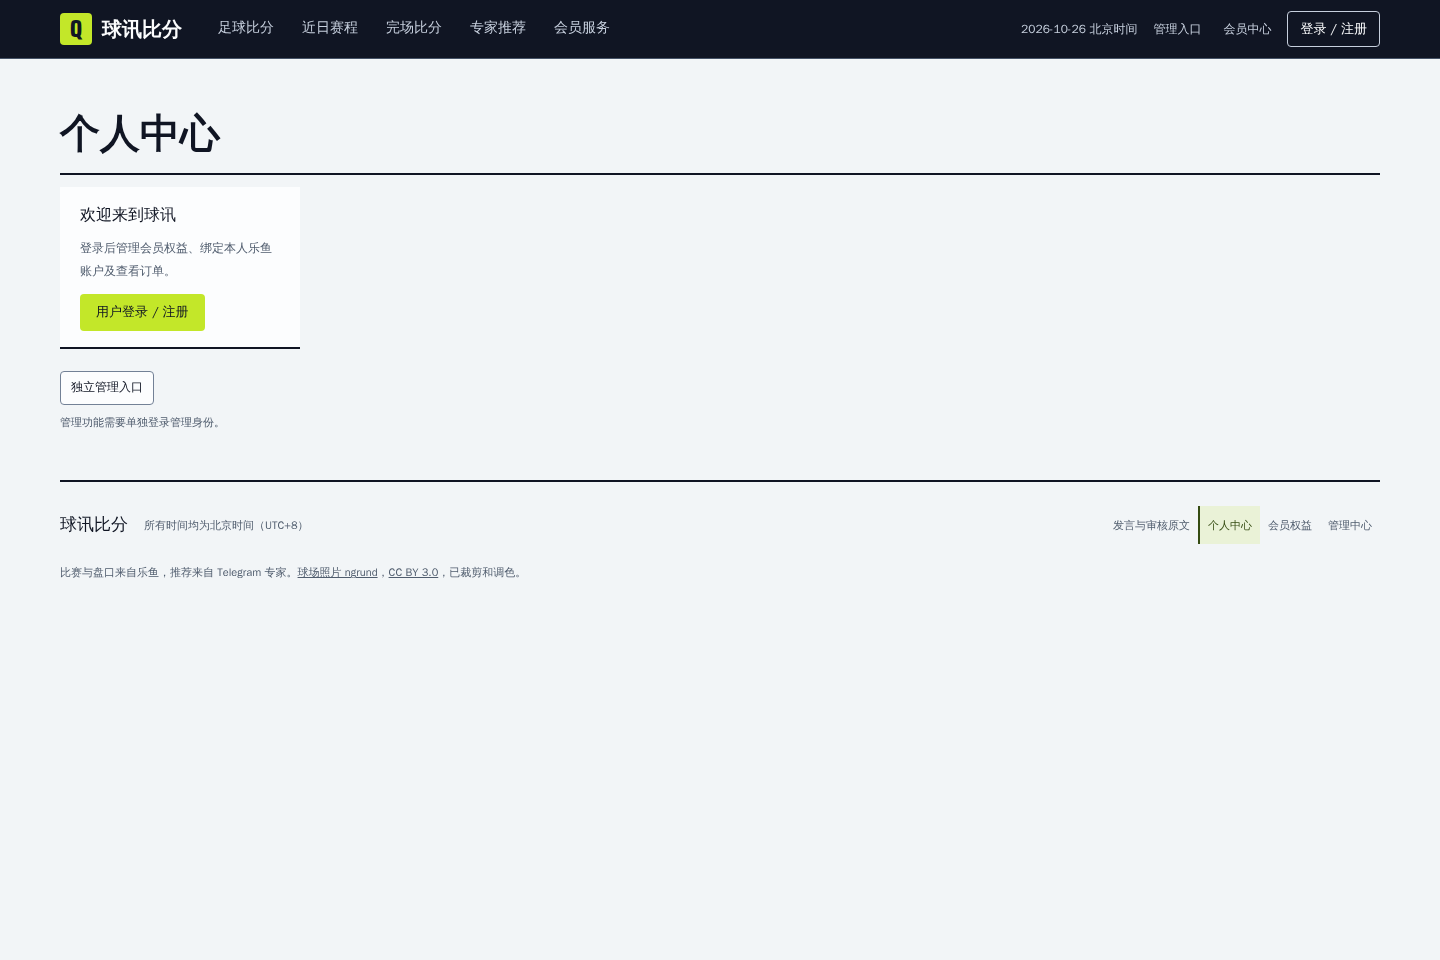 Q 球讯比分 足球比分 近日赛程 完场比分 专家推荐 会员服务 2026-10-26 北京时间 管理入口 会员中心 登录 / 注册
个人中心
欢迎来到球讯
登录后管理会员权益、绑定本人乐鱼
账户及查看订单。
用户登录 / 注册
独立管理入口
管理功能需要单独登录管理身份。
球讯比分 所有时间均为北京时间（UTC+8） 发言与审核原文 个人中心 会员权益 管理中心
比赛与盘口来自乐鱼，推荐来自 Telegram 专家。球场照片 ngrund，CC BY 3.0，已裁剪和调色。